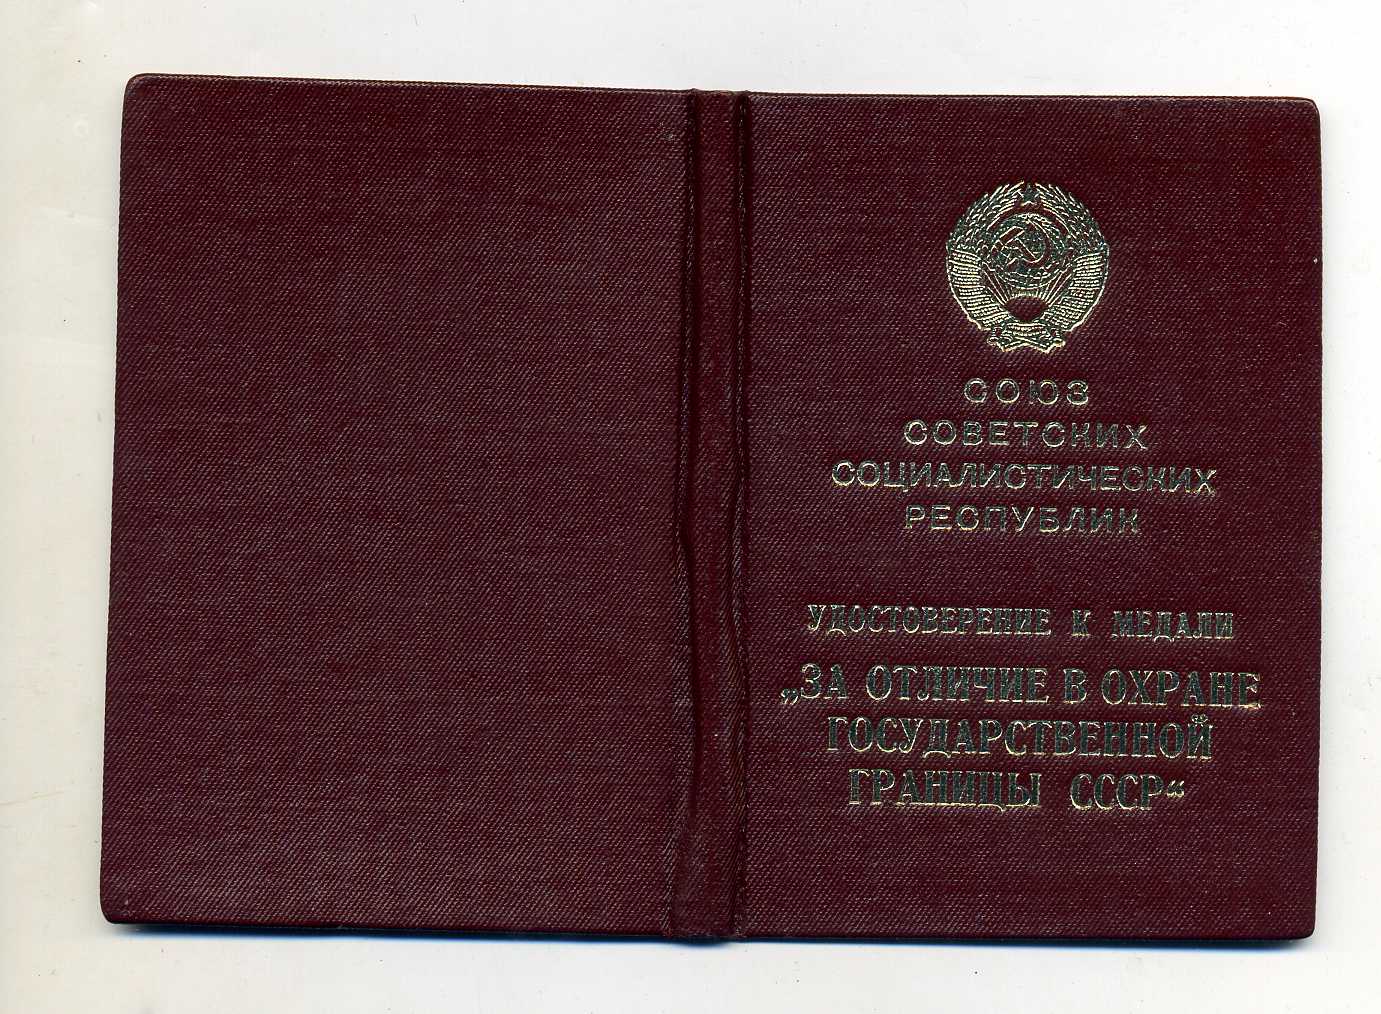 СОЮЗ
СОВЕТСКИХ
СОЦИАЛИСТИЧЕСКИХ
РЕСПУБЛИК
УДОСТОВЕРЕНИЕ К МЕДАЛИ
„ЗА ОТЛИЧИЕ В ОХРАНЕ
ГОСУДАРСТВЕННОЙ
ГРАНИЦЫ СССР“